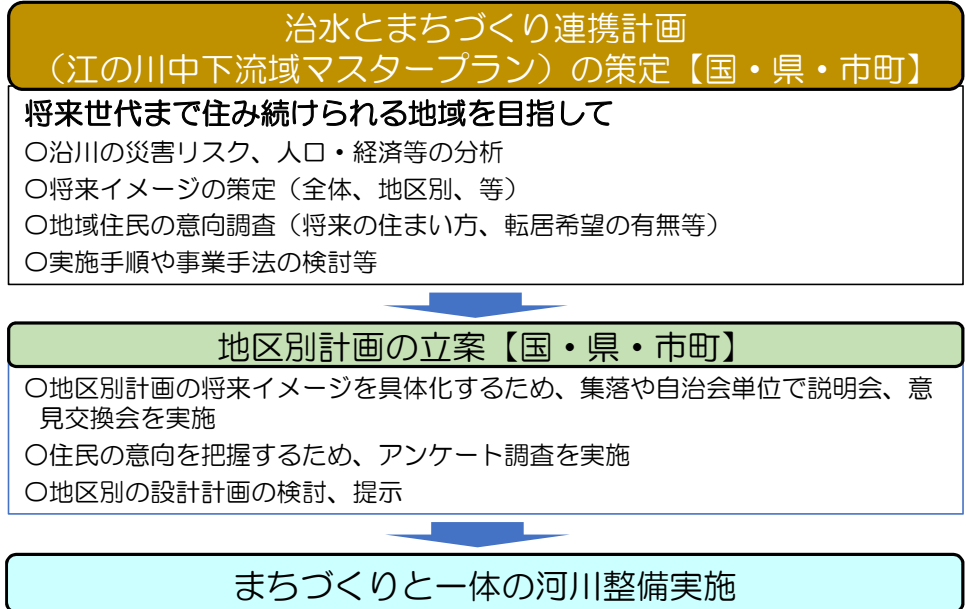 治水とまちづくり連携計画
（江の川中下流域マスタープラン）の策定【国・県・市町】
将来世代まで住み続けられる地域を目指して
〇沿川の災害リスク、人口・経済等の分析
〇将来イメージの策定（全体、地区別、等）
〇地域住民の意向調査（将来の住まい方、転居希望の有無等）
〇実施手順や事業手法の検討等
地区別計画の立案【国・県・市町】
〇地区別計画の将来イメージを具体化するため、集落や自治会単位で説明会、意
見交換会を実施
〇住民の意向を把握するため、アンケート調査を実施
〇地区別の設計計画の検討、提示
まちづくりと一体の河川整備実施